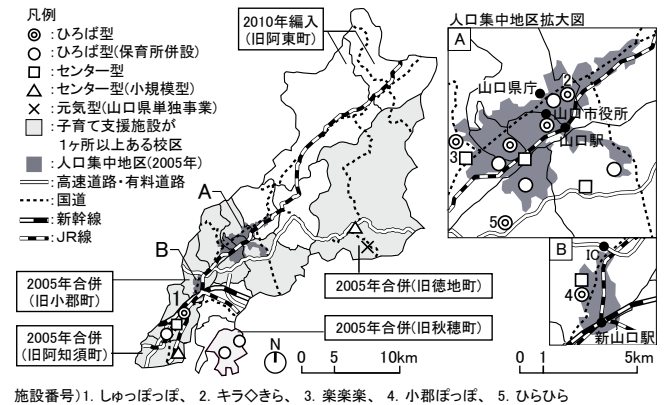 凡例
◎:ひろば型
○:ひろば型(保育所併設)
□:センター型
△:センター型(小規模型)
×:元気型(山口県単独事業)
:子育て支援施設が
1ヶ所以上ある校区
:人口集中地区(2005年)
:高速道路・有料道路
:国道
:新幹線
:JR線
2010年編入
(旧阿東町)
A
B
1
2005年合併
(旧小郡町)
2005年合併
(旧阿知須町)
2005年合併(旧徳地町)
2005年合併(旧秋穂町)
N
0 5 10km
人口集中地区拡大図
A
山口県庁
2
山口市役所
山口駅
3
5
B
IC
4
新山口駅
0 1 5km
施設番号)1. しゅっぽっぽ、 2. キラ◇きら、 3. 楽楽楽、 4. 小郡ぽっぽ、 5. ひらひら